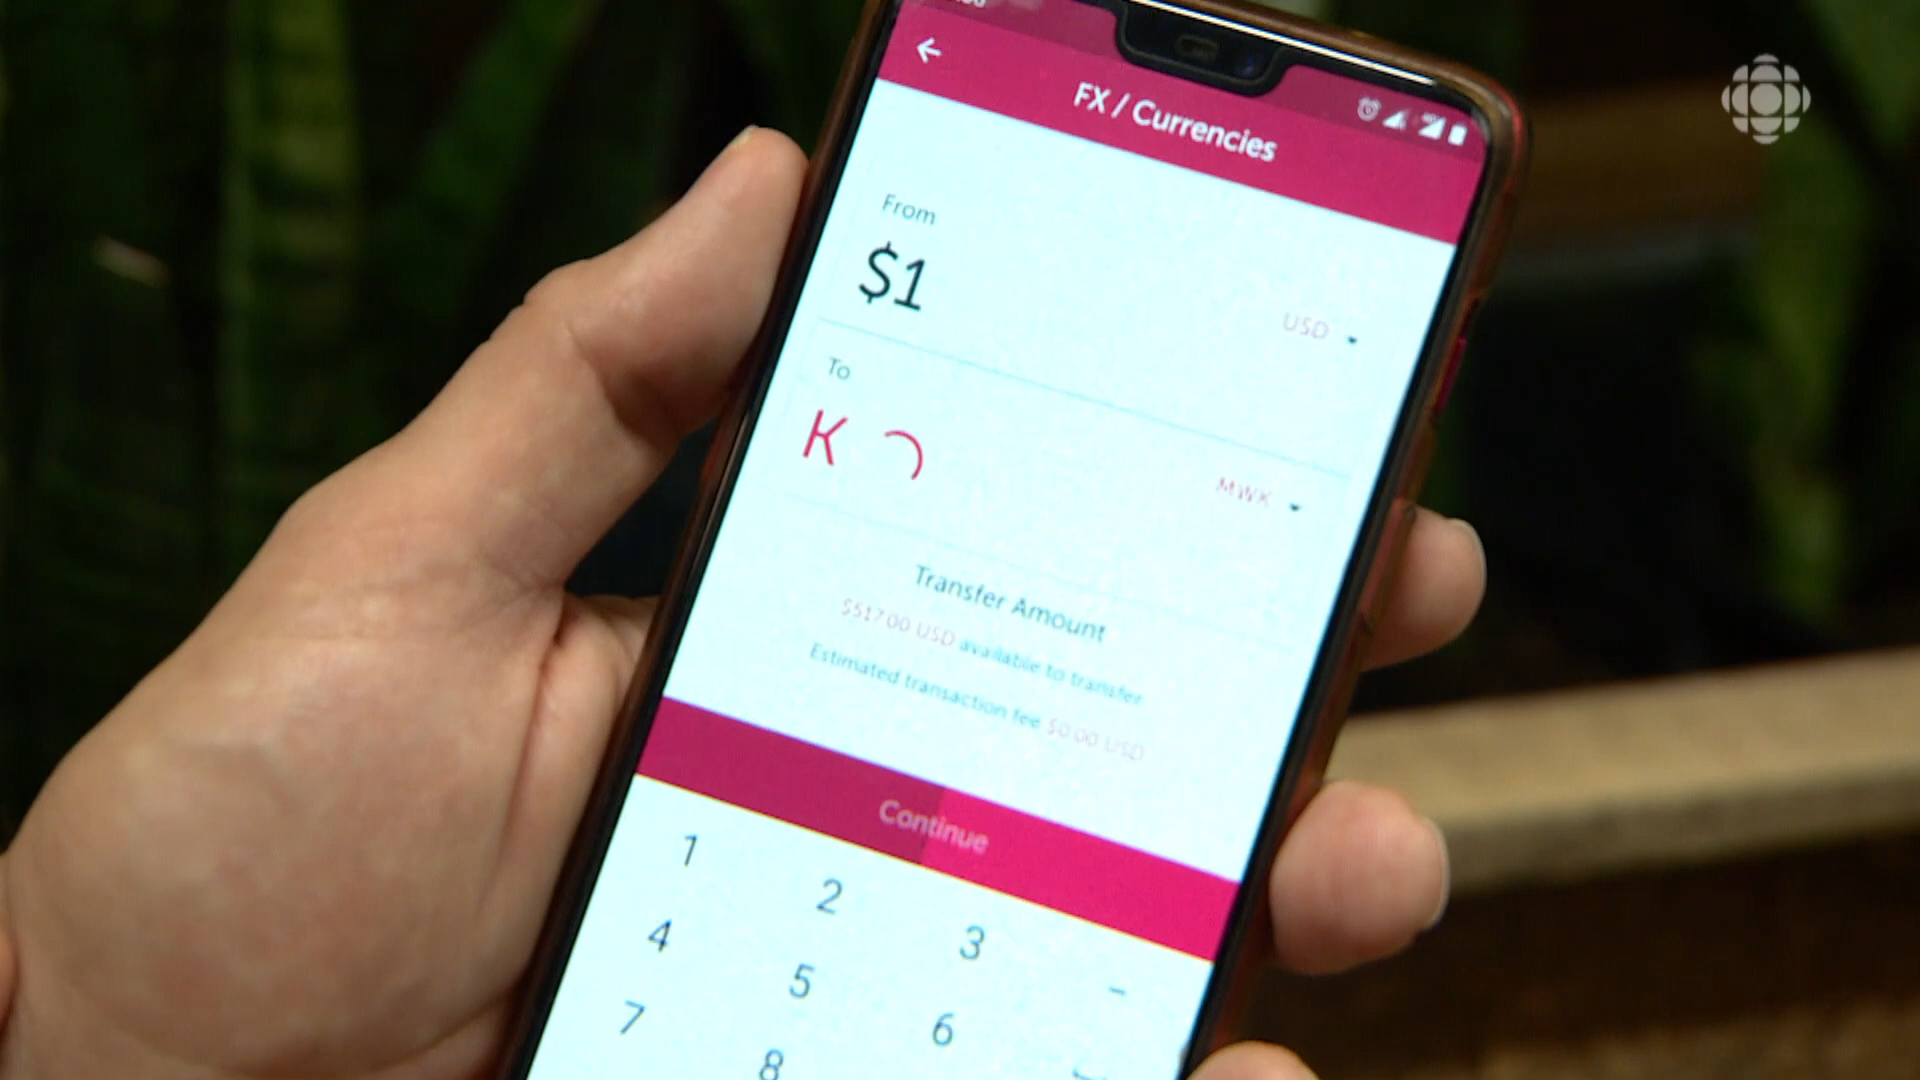 FX / Currencies
From
$1
USD
To
K
MWK
Transfer Amount
$517.00 USD available to transfer
Estimated transaction fee $0.00 USD
Continue
1 2 3 -
4 5 6
7 8